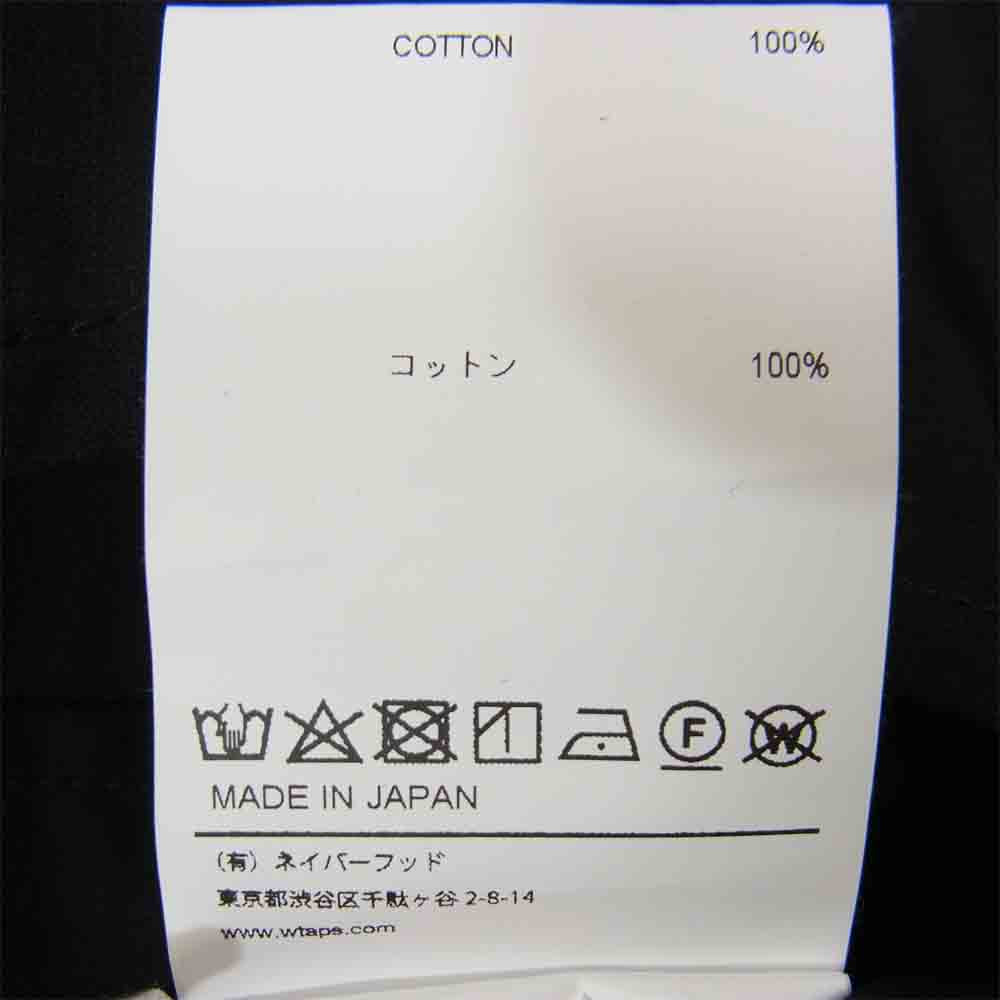 COTTON 100%
コットン 100%
F W
MADE IN JAPAN
(有) ネイバーフッド
東京都渋谷区千駄ヶ谷 2-8-14
www.wtaps.com